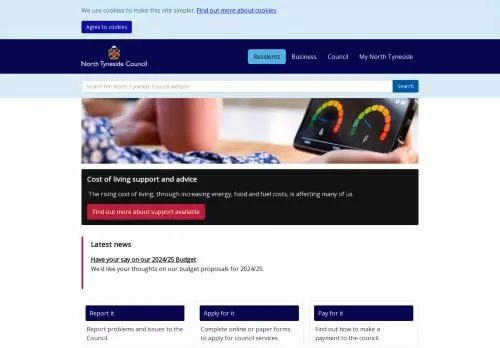 We use cookies to make this site simpler. Find out more about cookies.
Agree to cookies
North Tyneside Council
Residents
Business
Council
My North Tyneside
Search the North Tyneside Council website
Search
Cost of living support and advice
The rising cost of living, through increasing energy, food and fuel costs, is affecting many of us.
Find out more about support available
Latest news
Have your say on our 2024/25 Budget
We'd like your thoughts on our budget proposals for 2024/25.
Report it
Report problems and issues to the
Council.
Apply for it
Complete online or paper forms
to apply for council services.
Pay for it
Find out how to make a
payment to the council.